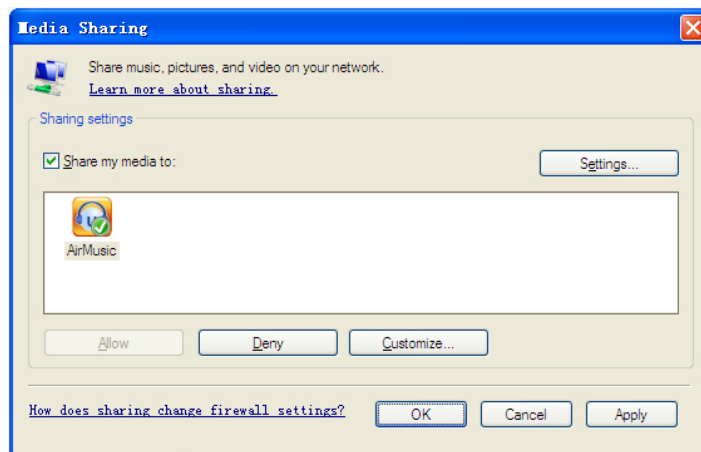 Media Sharing
Share music, pictures, and video on your network.
Learn more about sharing.
Sharing settings
Share my media to:
Settings...
AirMusic
Allow
Deny
Customize...
How does sharing change firewall settings?
OK
Cancel
Apply